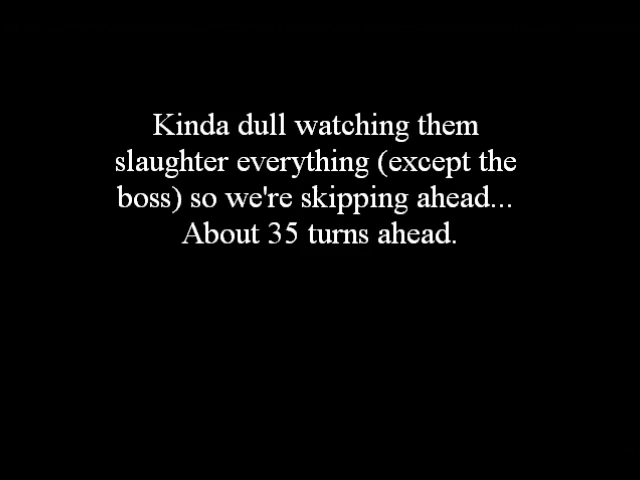 Kinda dull watching them
slaughter everything (except the
boss) so we're skipping ahead...
About 35 turns ahead.